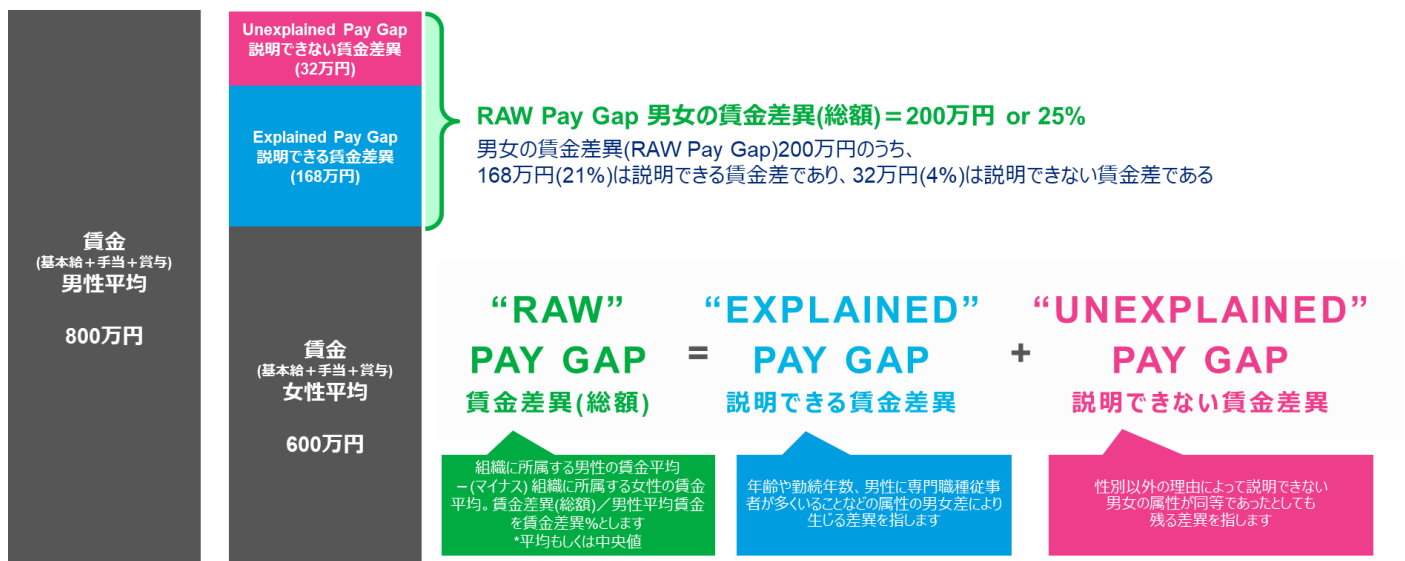 賃金
(基本給＋手当＋賞与)
男性平均
800万円
Unexplained Pay Gap
説明できない賃金差異
(32万円)
Explained Pay Gap
説明できる賃金差異
(168万円)
賃金
(基本給＋手当＋賞与)
女性平均
600万円
RAW Pay Gap 男女の賃金差異(総額)＝200万円 or 25%
男女の賃金差異(RAW Pay Gap)200万円のうち、
168万円(21%)は説明できる賃金差であり、32万円(4%)は説明できない賃金差である
“RAW”
PAY GAP
賃金差異(総額)
=
“EXPLAINED”
PAY GAP
説明できる賃金差異
+
“UNEXPLAINED”
PAY GAP
説明できない賃金差異
組織に所属する男性の賃金平均
－(マイナス) 組織に所属する女性の賃金
平均。賃金差異(総額)／男性平均賃金
を賃金差異%とします
*平均もしくは中央値
年齢や勤続年数、男性に専門職種従事
者が多くいることなどの属性の男女差により
生じる差異を指します
性別以外の理由によって説明できない
男女の属性が同等であったとしても
残る差異を指します